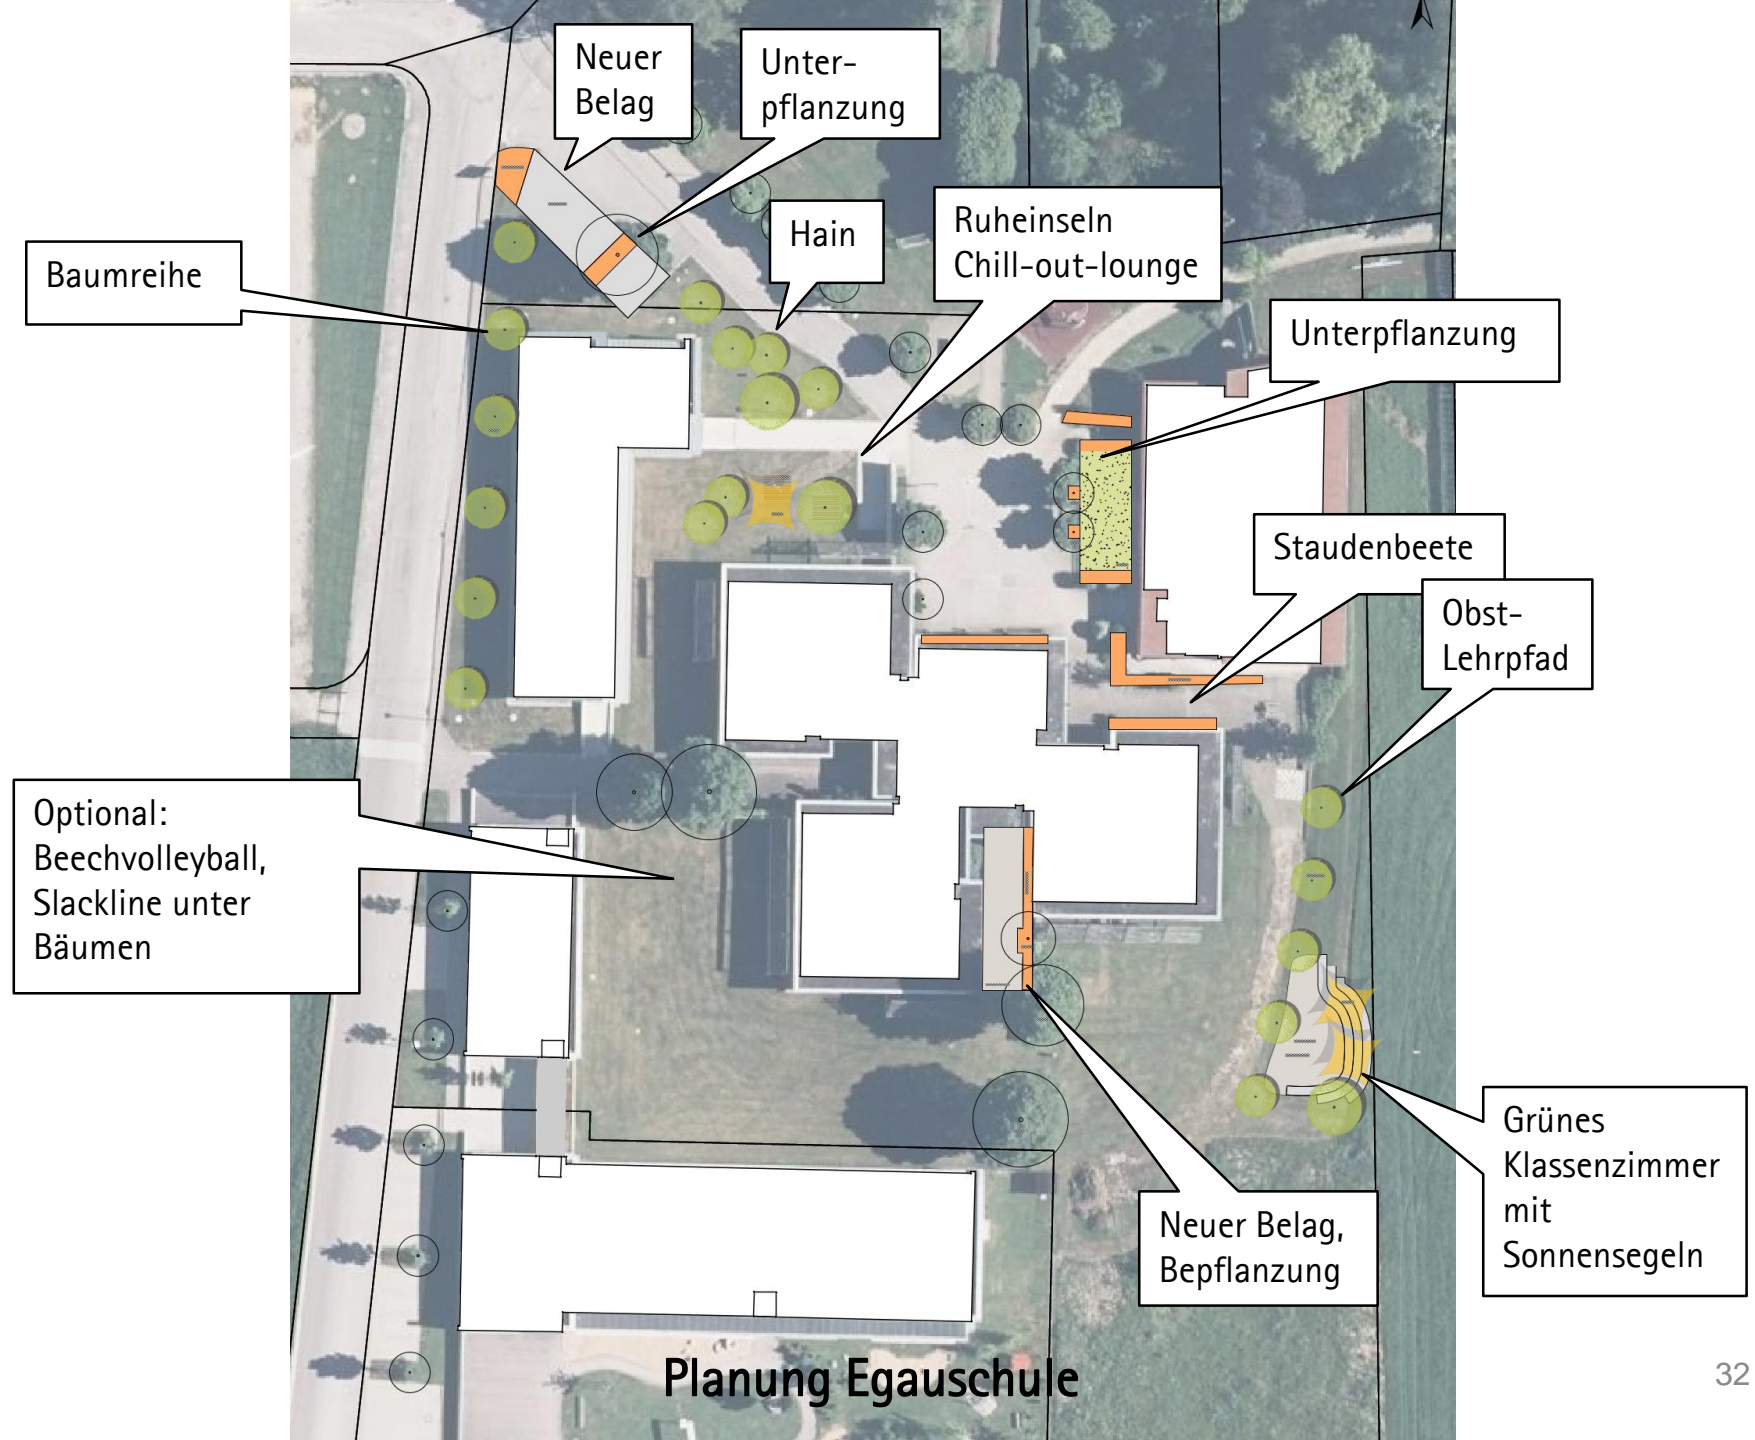 Neuer
Belag
Unter-
pflanzung
Hain
Ruheinseln
Chill-out-lounge
Baumreihe
Unterpflanzung
Staudenbeete
Obst-
Lehrpfad
Optional:
Beechvolleyball,
Slackline unter
Bäumen
Grünes
Klassenzimmer
mit
Sonnensegeln
Neuer Belag,
Bepflanzung
Planung Egauschule
32